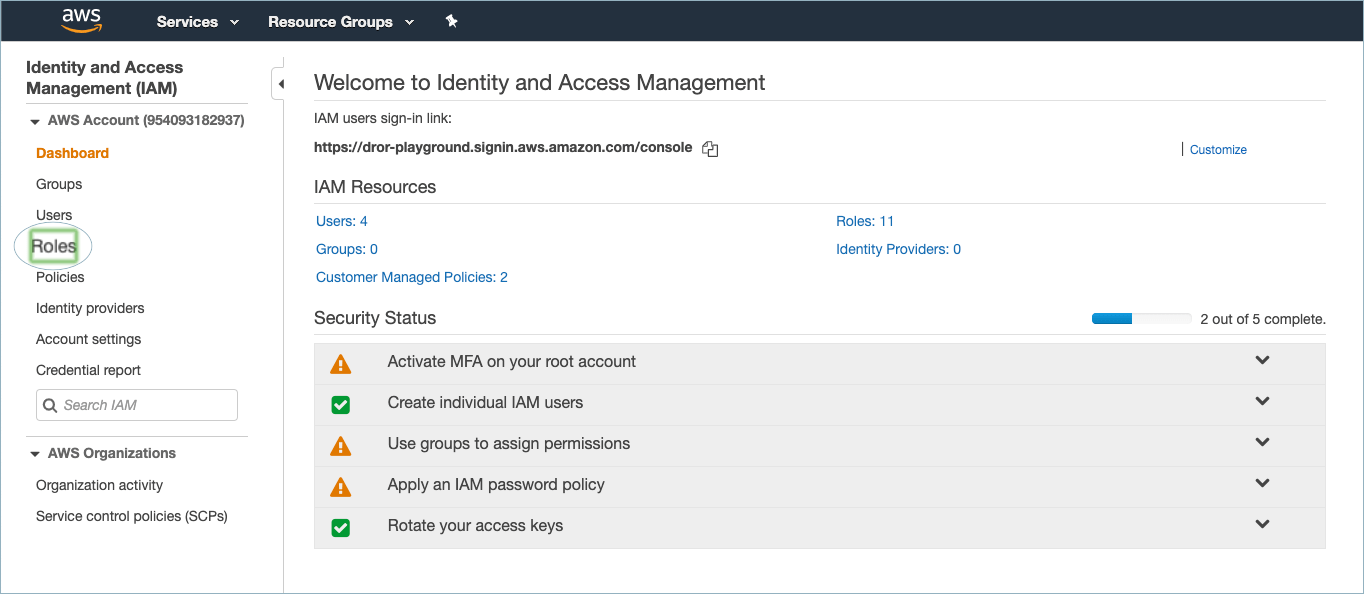 aws Services Resource Groups
Identity and Access
Management (IAM)
AWS Account (954093182937)
Dashboard
Groups
Users
Roles
Policies
Identity providers
Account settings
Credential report
Search IAM
AWS Organizations
Organization activity
Service control policies (SCPs)
Welcome to Identity and Access Management
IAM users sign-in link:
https://dror-playground.signin.aws.amazon.com/console
Customize
IAM Resources
Users: 4
Roles: 11
Groups: 0
Identity Providers: 0
Customer Managed Policies: 2
Security Status
2 out of 5 complete.
Activate MFA on your root account
Create individual IAM users
Use groups to assign permissions
Apply an IAM password policy
Rotate your access keys